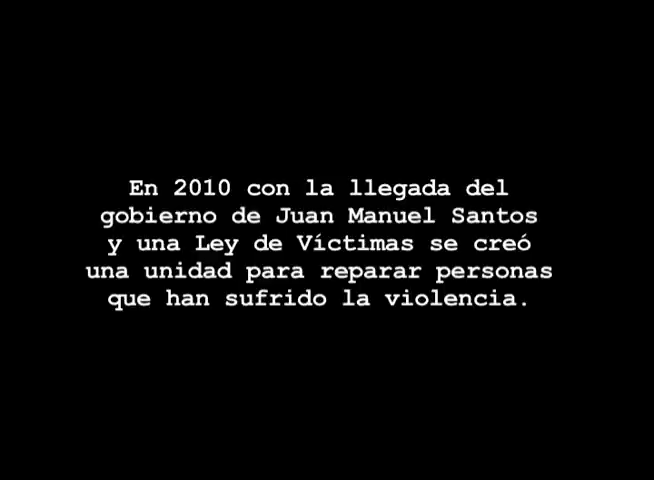 En 2010 con la llegada del
gobierno de Juan Manuel Santos
y una Ley de Víctimas se creó
una unidad para reparar personas
que han sufrido la violencia.